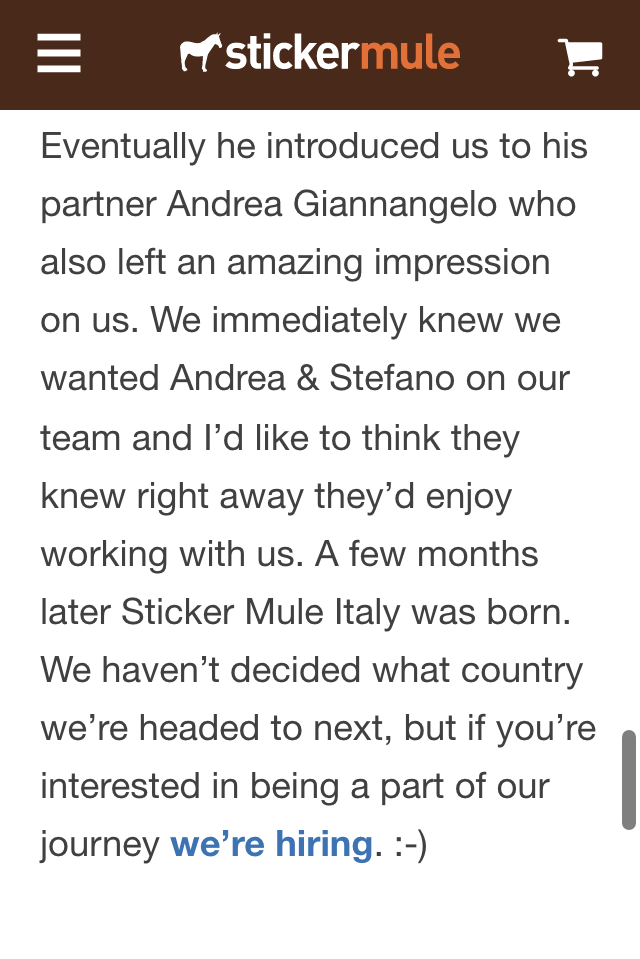 stickermule
Eventually he introduced us to his
partner Andrea Giannangelo who
also left an amazing impression
on us. We immediately knew we
wanted Andrea & Stefano on our
team and I’d like to think they
knew right away they’d enjoy
working with us. A few months
later Sticker Mule Italy was born.
We haven’t decided what country
we’re headed to next, but if you’re
interested in being a part of our
journey we’re hiring. :-)